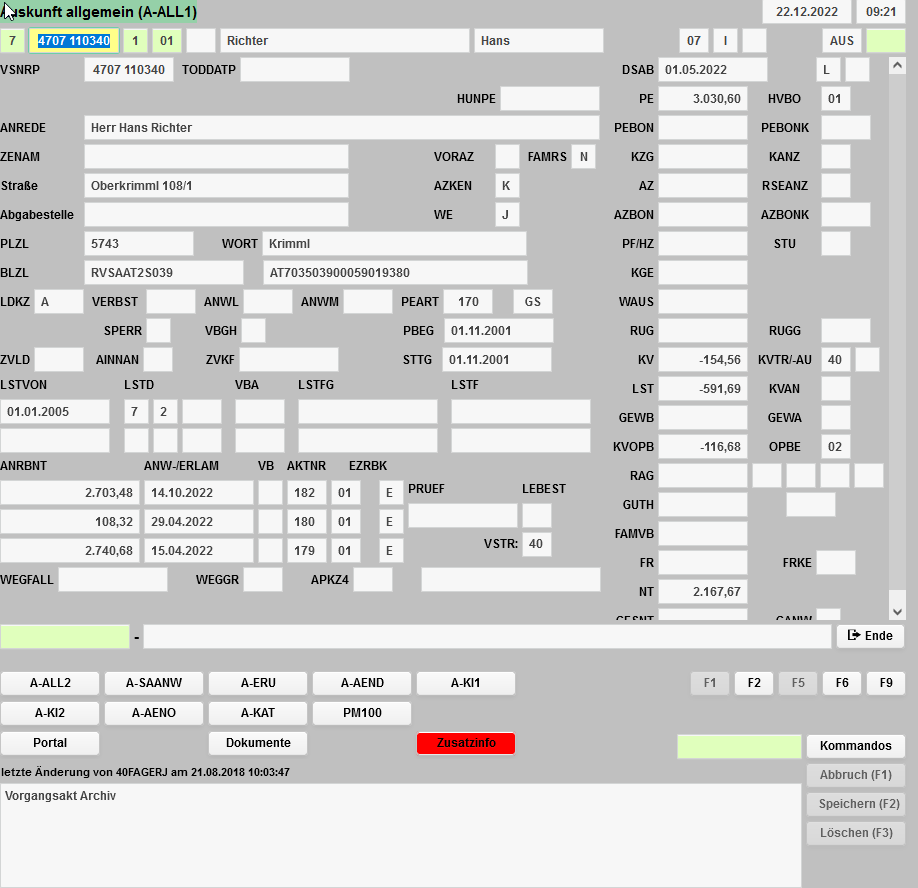 Auskunft allgemein (A-ALL1) 22.12.2022 09:21
7 4707 110340 1 01 Richter Hans 07 I AUS
VSNRP 4707 110340 TODDATP DSAB 01.05.2022 L
HUNPE PE 3.030,60 HVBO 01
ANREDE Herr Hans Richter PEBON PEBONK
ZENAM VORAZ FAMRS N KZG KANZ
Straße Oberkrimml 108/1 AZKEN K AZ RSEANZ
Abgabestelle WE J AZBON AZBONK
PLZL 5743 WORT Krimml PF/HZ STU
BLZL RVSAAT2S039 AT703503900059019380 KGE
LDKZ A VERBST ANWL ANWM PEART 170 GS WAUS
SPERR VBGH PBEG 01.11.2001 RUG RUGG
ZVLD AINNAN ZVKF STTG 01.11.2001 KV -154,56 KVTR/-AU 40
LSTVON LSTD VBA LSTFG LSTF LST -591,69 KVAN
01.01.2005 7 2 GEWB GEWA
KVOPB -116,68 OPBE 02
ANRBNT ANW-/ERLAM VB AKTNR EZRBK RAG
2.703,48 14.10.2022 182 01 E PRUEF LEBEST GUTH
108,32 29.04.2022 180 01 E FAMVB
2.740,68 15.04.2022 179 01 E VSTR: 40 FR FRKE
WEGFALL WEGGR APKZ4 NT 2.167,67
GESNT GANW
- Ende
A-ALL2 A-SAANW A-ERU A-AEND A-KI1 F1 F2 F5 F6 F9
A-KI2 A-AENO A-KAT PM100
Portal Dokumente Zusatzinfo Kommandos
letzte Änderung von 40FAGERJ am 21.08.2018 10:03:47 Abbruch (F1)
Vorgangsakt Archiv Speichern (F2)
Löschen (F3)